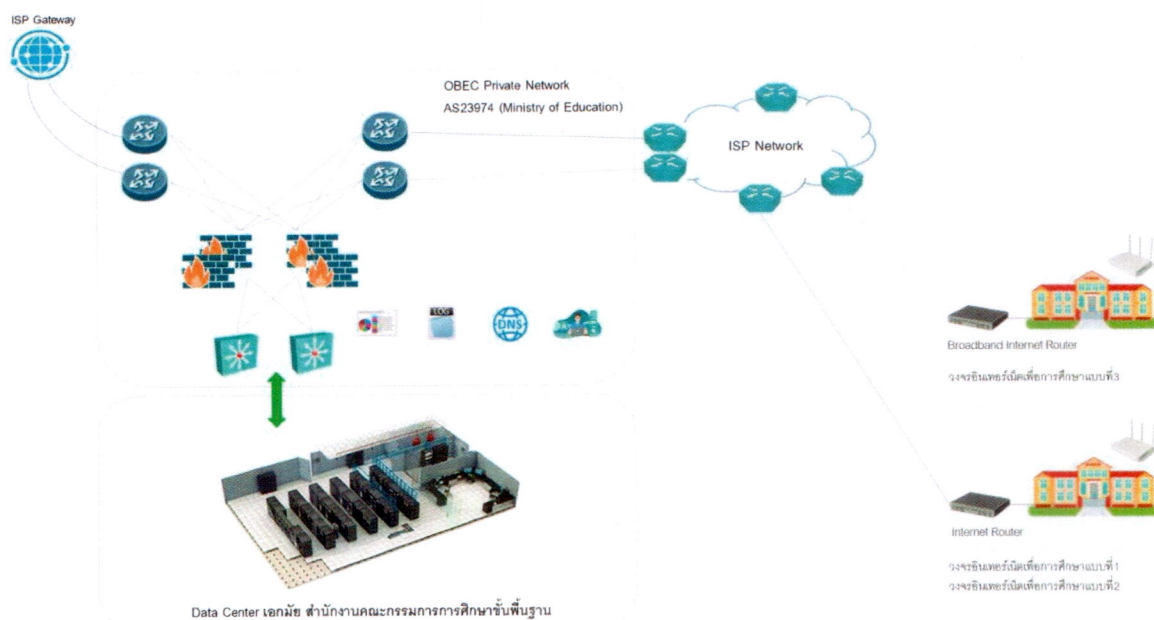 ISP Gateway
OBEC Private Network
AS23974 (Ministry of Education)
ISP Network
LOG
DNS
Broadband Internet Router
วงจรอินเทอร์เน็ตเพื่อการศึกษาแบบที่3
Internet Router
วงจรอินเทอร์เน็ตเพื่อการศึกษาแบบที่1
วงจรอินเทอร์เน็ตเพื่อการศึกษาแบบที่2
Data Center เอกมัย สำนักงานคณะกรรมการการศึกษาขั้นพื้นฐาน